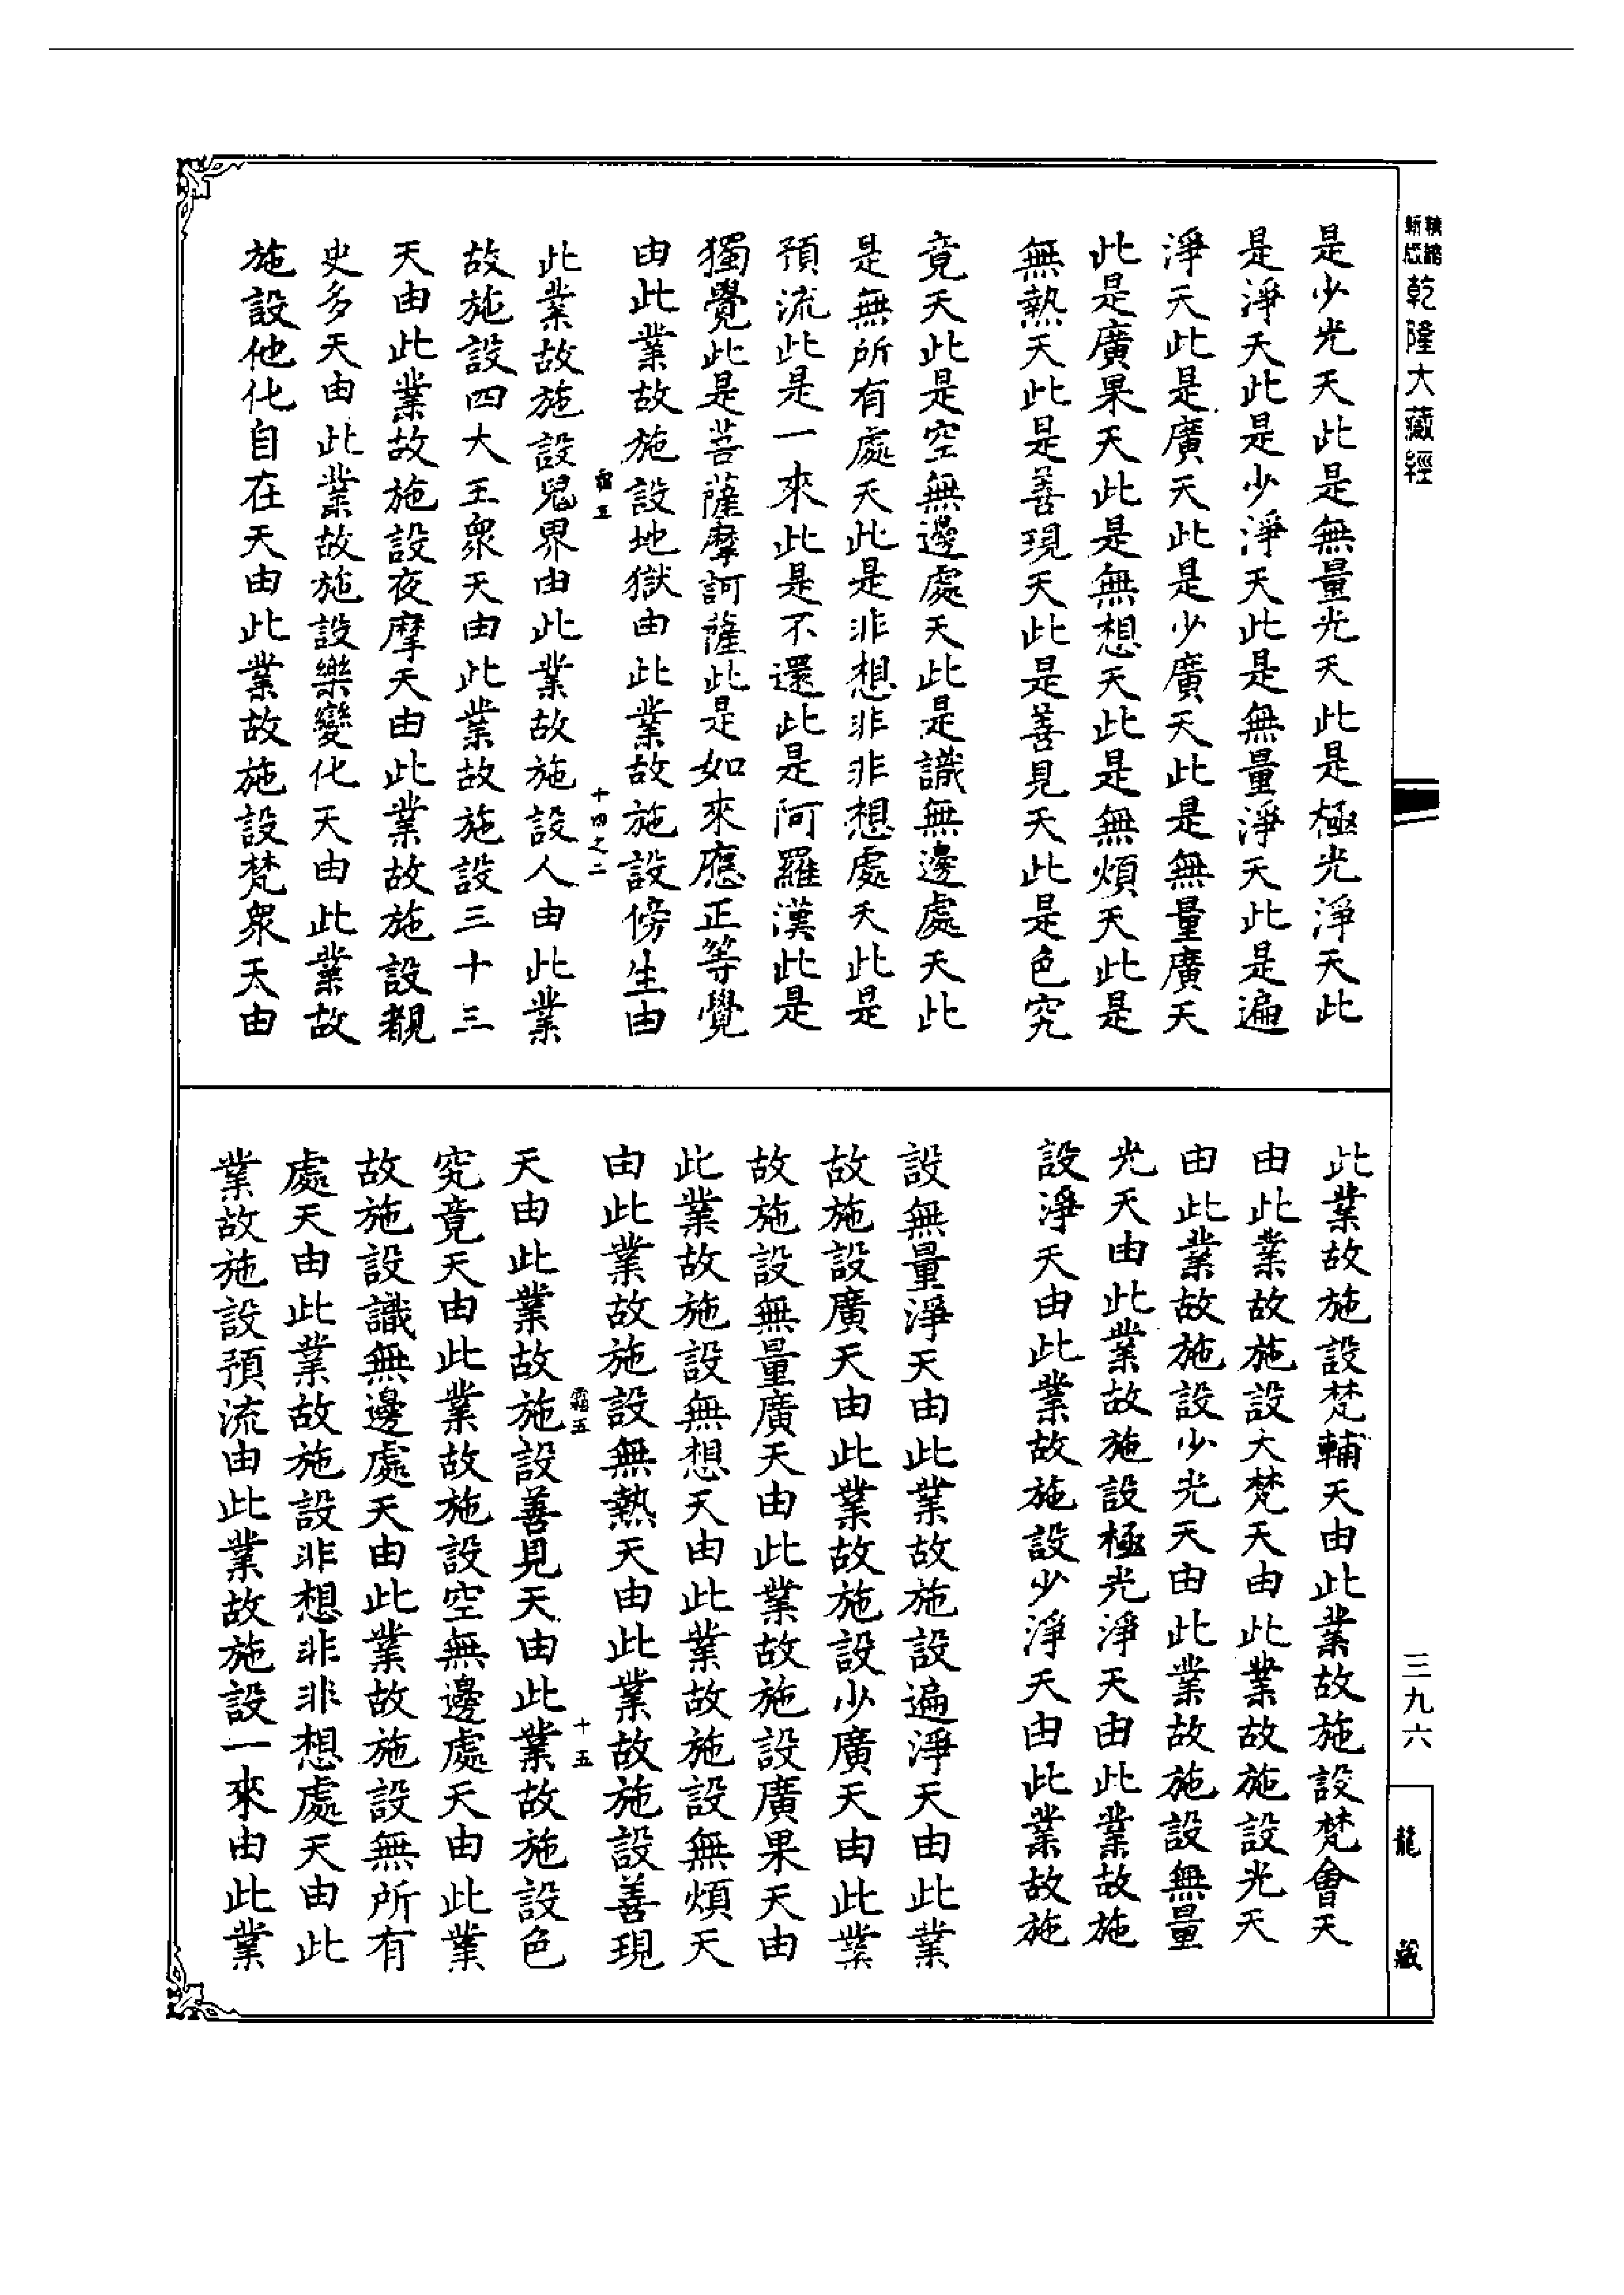 乾隆大藏經
是少光天此是無量光天此是極光淨天此
是淨天此是少淨天此是無量淨天此是遍
淨天此是廣天此是少廣天此是無量廣天
此是廣果天此是無想天此是無煩天此是
無熱天此是善現天此是善見天此是色究
竟天此是空無邊處天此是識無邊處天此
是無所有處天此是非想非非想處天此是
預流此是一來此是不還此是阿羅漢此是
獨覺此是菩薩摩訶薩此是如來應正等覺
由此業故施設地獄由此業故施設傍生由
霜五
十四之二
此業故施設鬼界由此業故施設人由此業
故施設四大王衆天由此業故施設三十三
天由此業故施設夜摩天由此業故施設覩
史多天由此業故施設樂變化天由此業故
施設他化自在天由此業故施設梵衆天由
此業故施設梵輔天由此業故施設梵會天
由此業故施設大梵天由此業故施設光天
由此業故施設少光天由此業故施設無量
光天由此業故施設極光淨天由此業故施
設淨天由此業故施設少淨天由此業故施
設無量淨天由此業故施設遍淨天由此業
故施設廣天由此業故施設少廣天由此業
故施設無量廣天由此業故施設廣果天由
此業故施設無想天由此業故施設無煩天
由此業故施設無熱天由此業故施設善現
霜五
十五
天由此業故施設善見天由此業故施設色
究竟天由此業故施設空無邊處天由此業
故施設識無邊處天由此業故施設無所有
處天由此業故施設非想非非想處天由此
業故施設預流由此業故施設一來由此業
三九六
龍藏